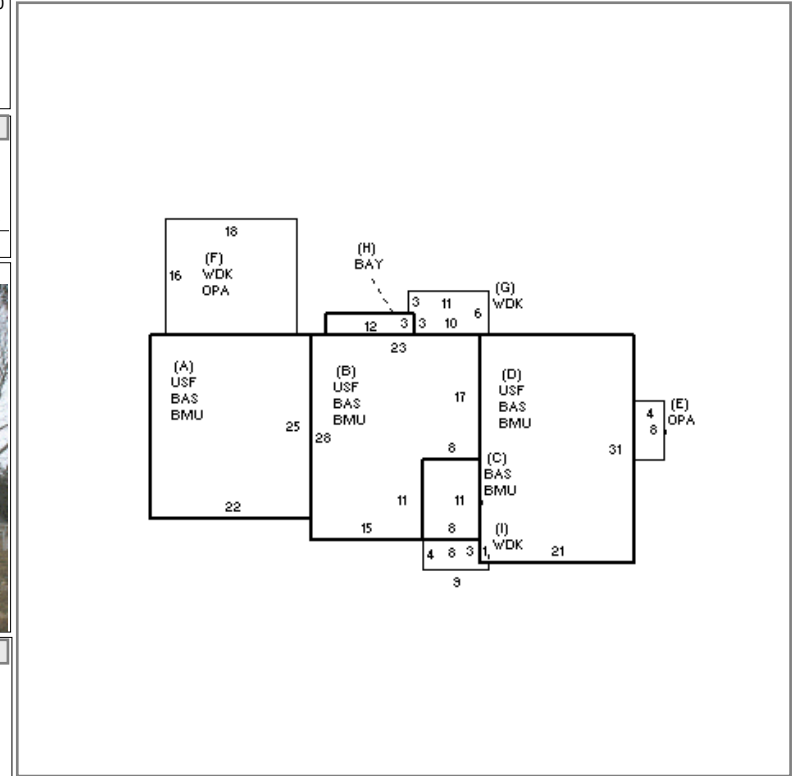 18
(F)
16 WDK
OPA
(H)
BAY
3 11 (G)
6 WDK
12 3 3 10
23
(A)
USF
BAS
BMU
25
22
(B)
USF
BAS
BMU
28
17
8
11
15
(D)
USF
BAS
BMU
31
21
4 (E)
8 OPA
(C)
BAS
BMU
11
8
(I)
WDK
4 8 3 1
9